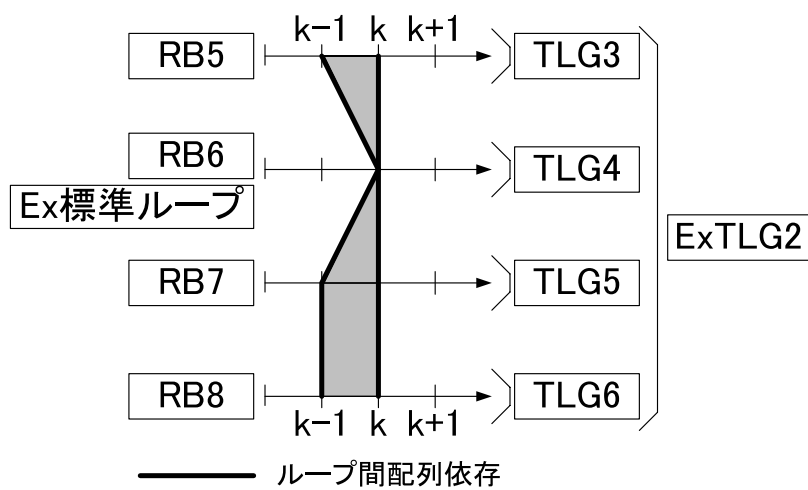 k-1 k k+1
RB5 TLG3
RB6 TLG4
Ex標準ループ
ExTLG2
RB7 TLG5
RB8 TLG6
k-1 k k+1
ループ間配列依存